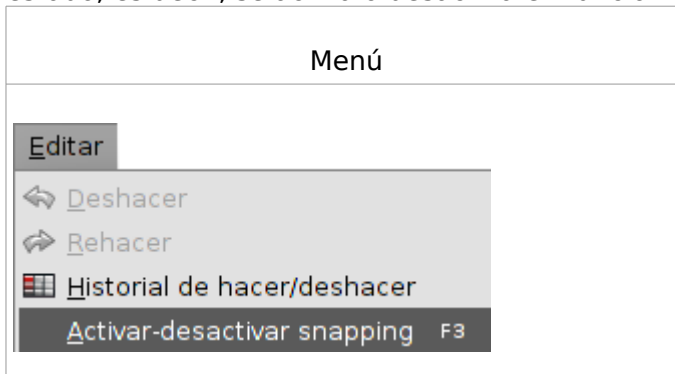 Menú
Editar
Deshacer
Rehacer
Historial de hacer/deshacer
Activar-desactivar snapping F3